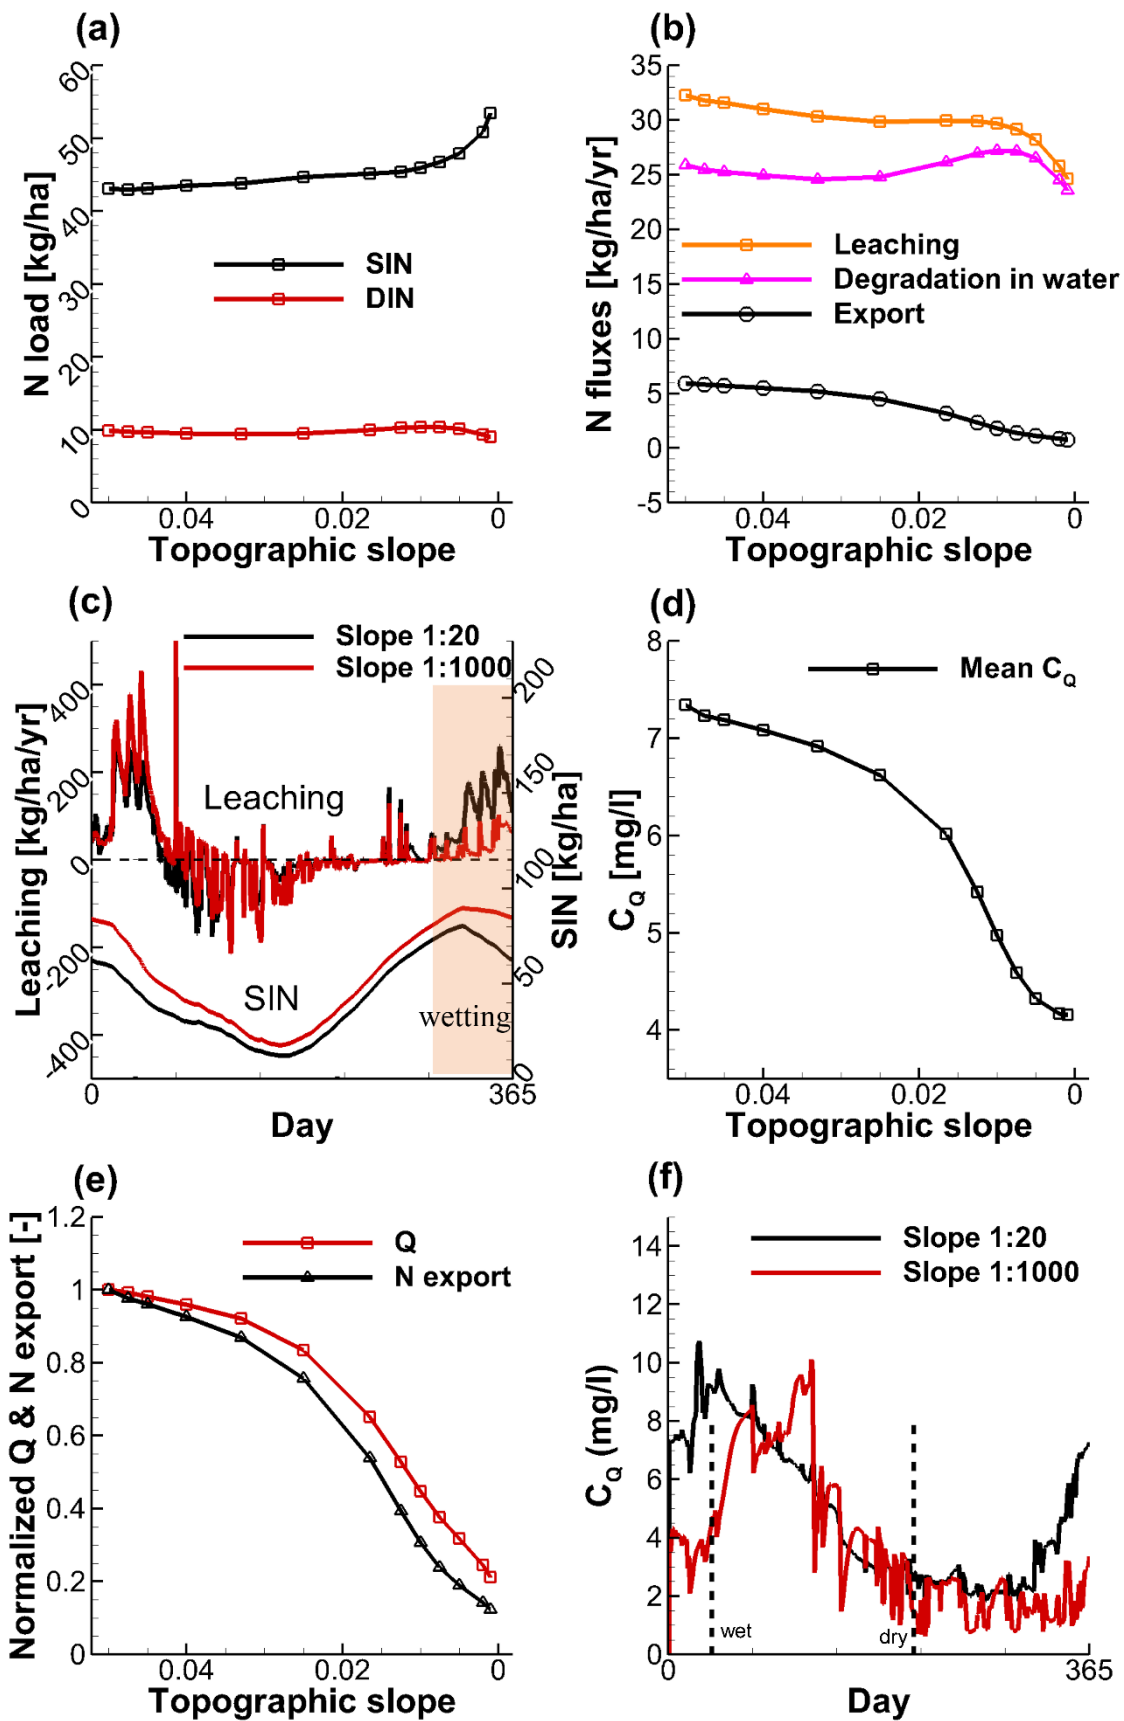 (a)
60
50
40
30
20
10
0
N load [kg/ha]
SIN
DIN
0.04
0.02
0
Topographic slope
(b)
35
30
25
20
15
10
5
0
-5
N fluxes [kg/ha/yr]
Leaching
Degradation in water
Export
0.04
0.02
0
Topographic slope
(c)
Slope 1:20
Slope 1:1000
400
200
0
-200
-400
Leaching [kg/ha/yr]
200
150
100
50
0
SIN [kg/ha]
Leaching
SIN
wetting
0
365
Day
(d)
8
7
6
5
4
C_Q [mg/l]
Mean C_Q
0.04
0.02
0
Topographic slope
(e)
1.2
1
0.8
0.6
0.4
0.2
0
Normalized Q & N export [-]
Q
N export
0.04
0.02
0
Topographic slope
(f)
14
12
10
8
6
4
2
0
C_Q (mg/l)
Slope 1:20
Slope 1:1000
wet
dry
0
365
Day